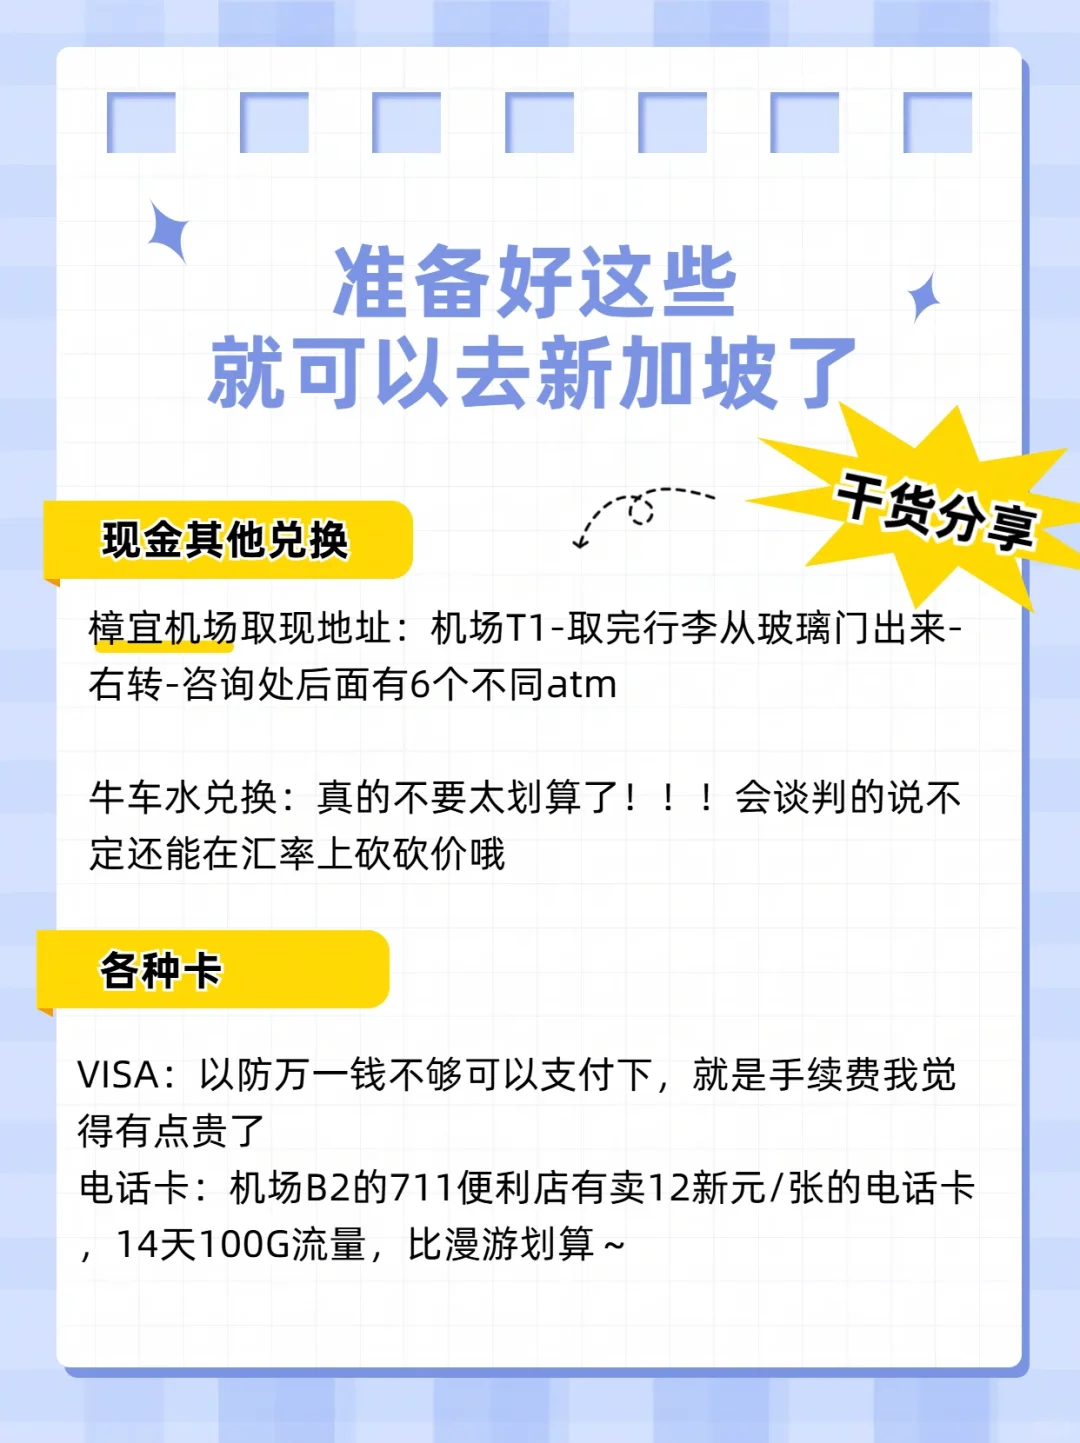 准备好这些
就可以去新加坡了
干货分享
现金其他兑换
樟宜机场取现地址：机场T1-取完行李从玻璃门出来-
右转-咨询处后面有6个不同atm
牛车水兑换：真的不要太划算了！！！会谈判的说不
定还能在汇率上砍砍价哦
各种卡
VISA：以防万一钱不够可以支付下，就是手续费我觉
得有点贵了
电话卡：机场B2的711便利店有卖12新元/张的电话卡
，14天100G流量，比漫游划算～